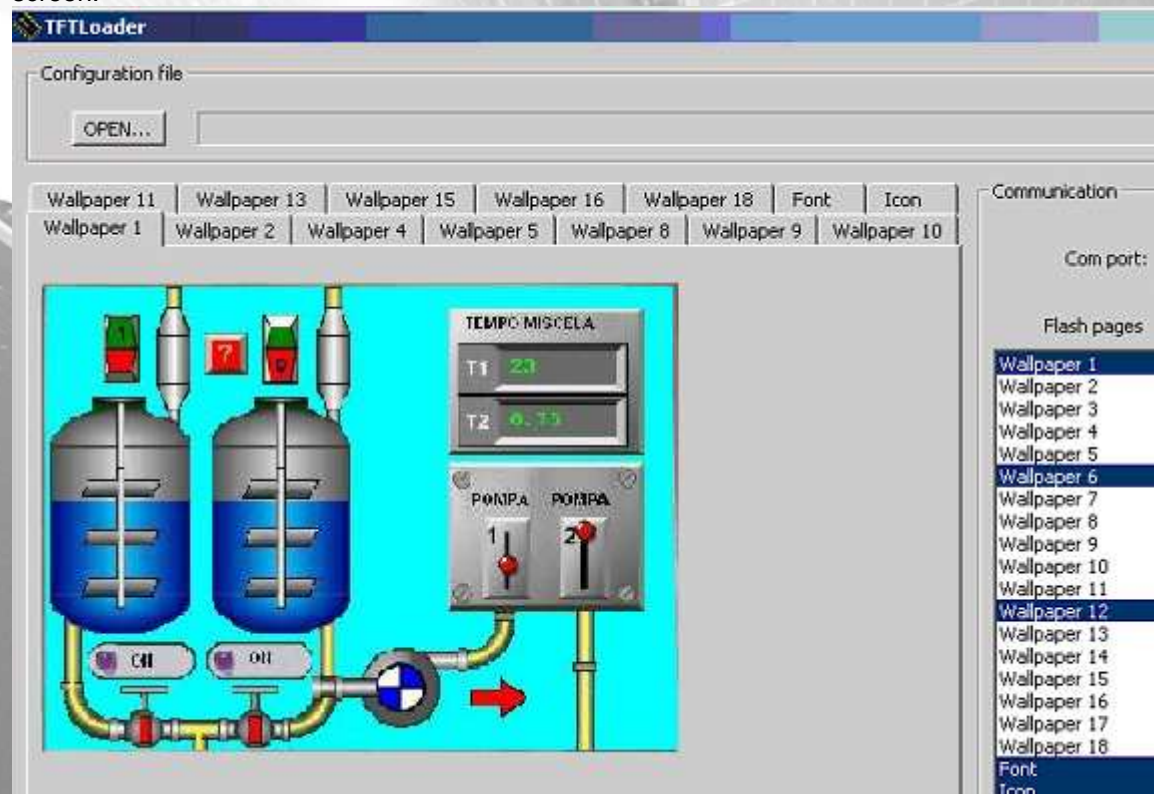 screen.
TFTLoader
Configuration file
OPEN...
Wallpaper 11 Wallpaper 13 Wallpaper 15 Wallpaper 16 Wallpaper 18 Font Icon
Wallpaper 1 Wallpaper 2 Wallpaper 4 Wallpaper 5 Wallpaper 8 Wallpaper 9 Wallpaper 10
Communication
Com port:
Flash pages
TEMPO MISCELA
T1 23
T2
POMPA POMPA
1 2
ON ON
Wallpaper 1
Wallpaper 2
Wallpaper 3
Wallpaper 4
Wallpaper 5
Wallpaper 6
Wallpaper 7
Wallpaper 8
Wallpaper 9
Wallpaper 10
Wallpaper 11
Wallpaper 12
Wallpaper 13
Wallpaper 14
Wallpaper 15
Wallpaper 16
Wallpaper 17
Wallpaper 18
Font
Icon